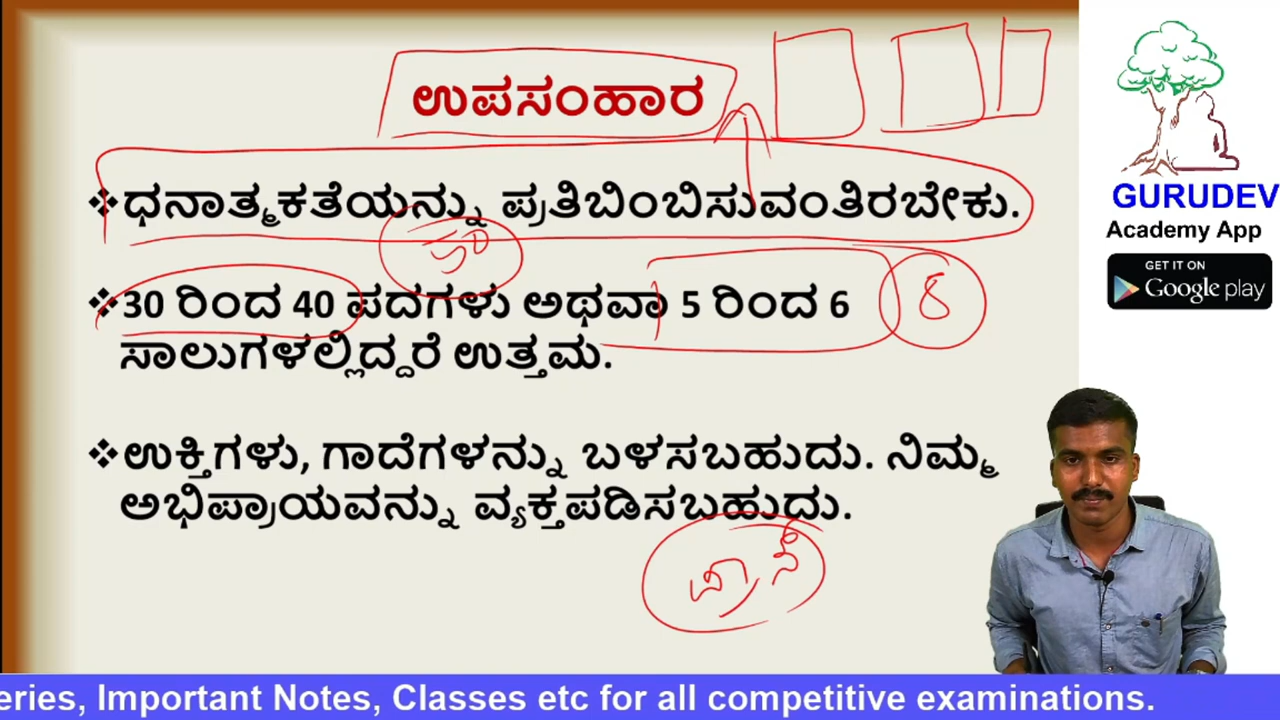 ಉಪಸಂಹಾರ
❖ಧನಾತ್ಮಕತೆಯನ್ನು ಪ್ರತಿಬಿಂಬಿಸುವಂತಿರಬೇಕು.
50
❖30 ರಿಂದ 40 ಪದಗಳು ಅಥವಾ 5 ರಿಂದ 6
8
ಸಾಲುಗಳಲ್ಲಿದ್ದರೆ ಉತ್ತಮ.
❖ಉಕ್ತಿಗಳು, ಗಾದೆಗಳನ್ನು ಬಳಸಬಹುದು. ನಿಮ್ಮ
ಅಭಿಪ್ರಾಯವನ್ನು ವ್ಯಕ್ತಪಡಿಸಬಹುದು.
GURUDEV
Academy App
GET IT ON
Google play
eries, Important Notes, Classes etc for all competitive examinations.